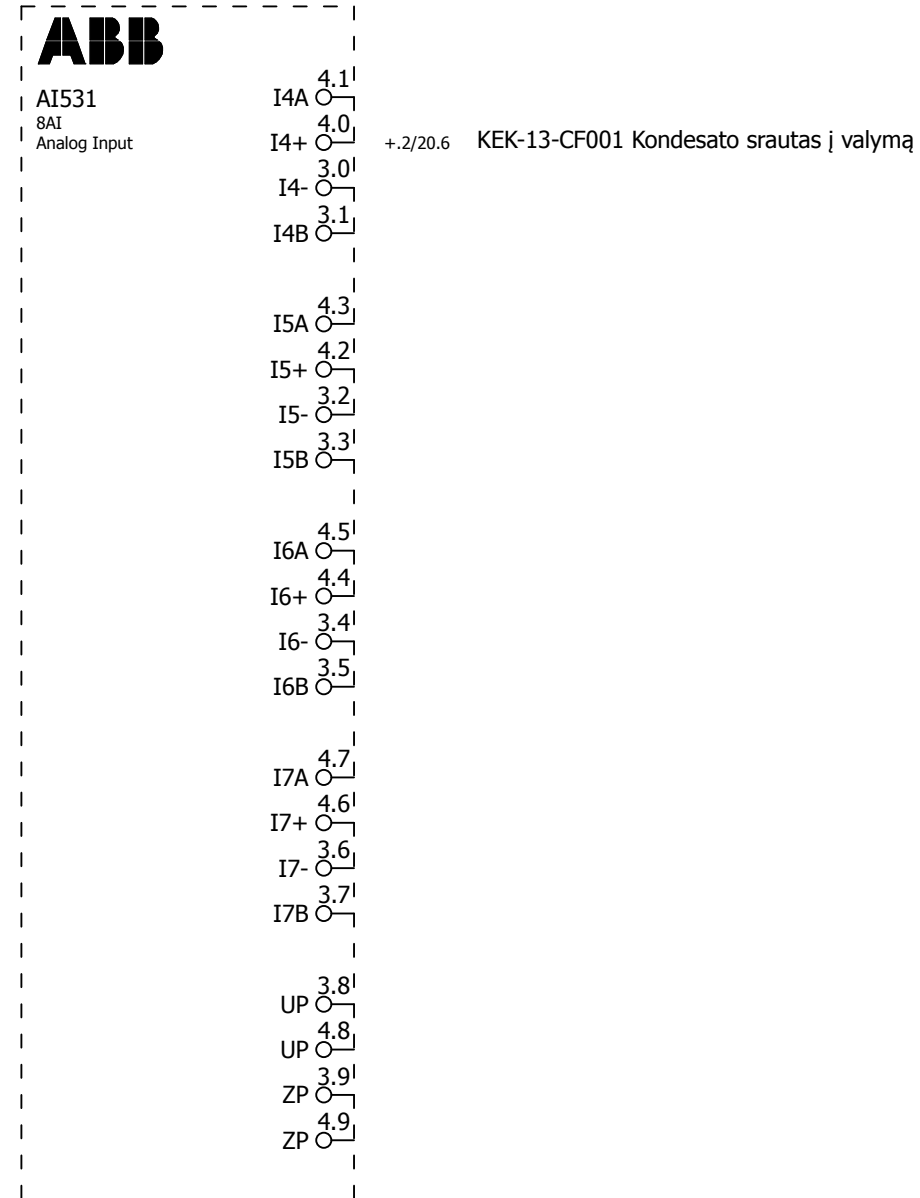 ABB
AI531
8AI
Analog Input
I4A 4.1
I4+ 4.0 +.2/20.6 KEK-13-CF001 Kondesato srautas į valymą
I4- 3.0
I4B 3.1
I5A 4.3
I5+ 4.2
I5- 3.2
I5B 3.3
I6A 4.5
I6+ 4.4
I6- 3.4
I6B 3.5
I7A 4.7
I7+ 4.6
I7- 3.6
I7B 3.7
UP 3.8
UP 4.8
ZP 3.9
ZP 4.9